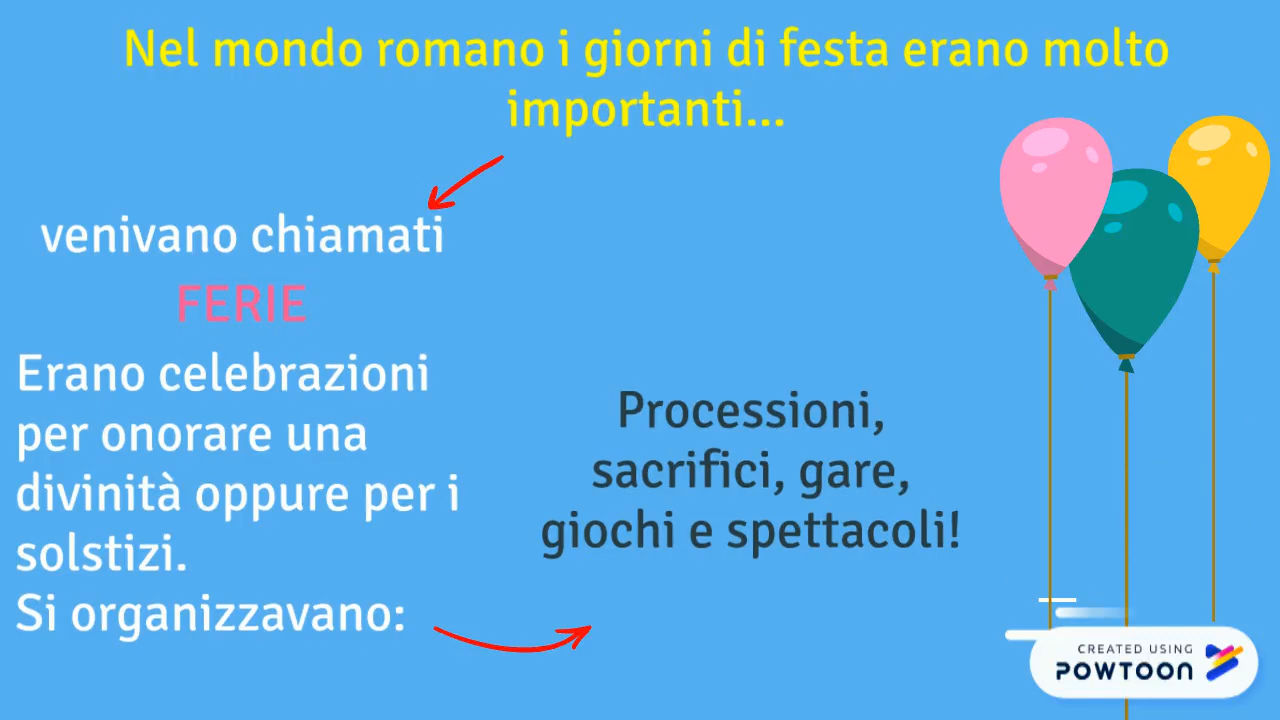 Nel mondo romano i giorni di festa erano molto
importanti...
venivano chiamati
FERIE
Erano celebrazioni
per onorare una
divinità oppure per i
solstizi.
Si organizzavano:
Processioni,
sacrifici, gare,
giochi e spettacoli!
CREATED USING
POWTOON